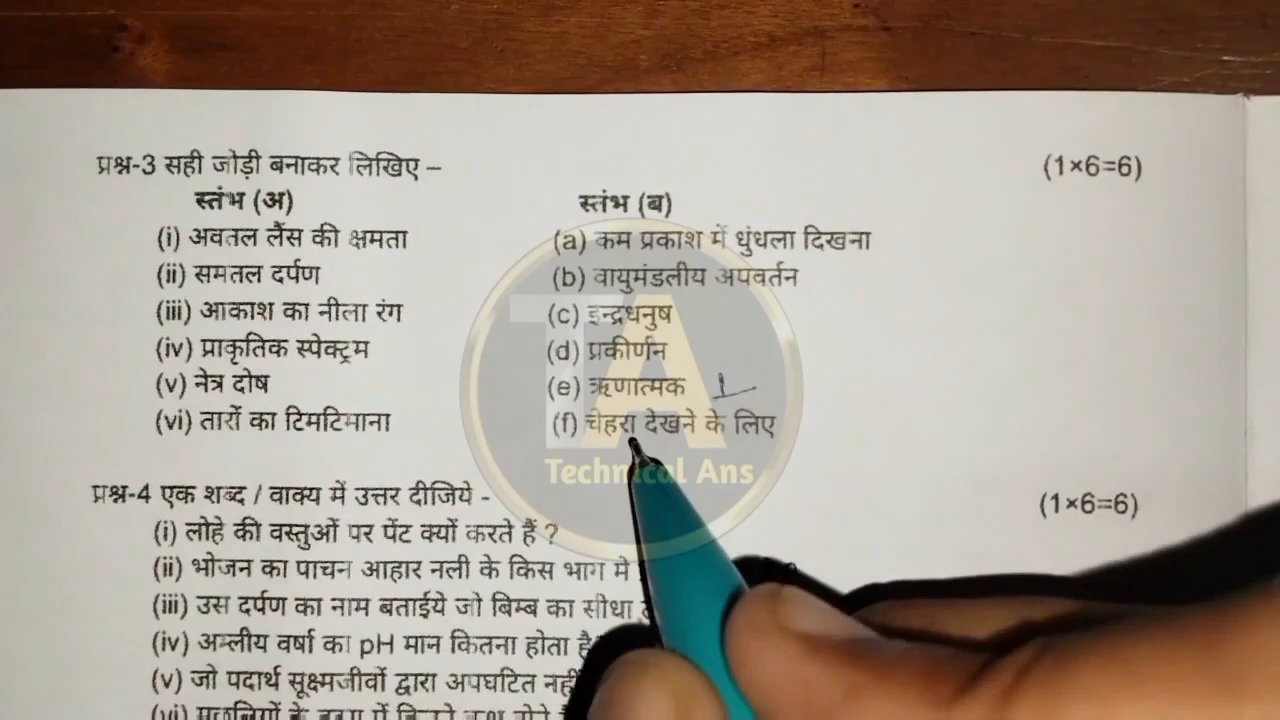 प्रश्न-3 सही जोड़ी बनाकर लिखिए – (1×6=6)
स्तंभ (अ) स्तंभ (ब)
(i) अवतल लैंस की क्षमता (a) कम प्रकाश में धुंधला दिखना
(ii) समतल दर्पण (b) वायुमंडलीय अपवर्तन
(iii) आकाश का नीला रंग (c) इन्द्रधनुष
(iv) प्राकृतिक स्पेक्ट्रम (d) प्रकीर्णन
(v) नेत्र दोष (e) ऋणात्मक 1
(vi) तारों का टिमटिमाना (f) चेहरा देखने के लिए
TA
Technical Ans
प्रश्न-4 एक शब्द / वाक्य में उत्तर दीजिये - (1×6=6)
(i) लोहे की वस्तुओं पर पेंट क्यों करते हैं ?
(ii) भोजन का पाचन आहार नली के किस भाग मे
(iii) उस दर्पण का नाम बताईये जो बिम्ब का सीधा
(iv) अम्लीय वर्षा का pH मान कितना होता है
(v) जो पदार्थ सूक्ष्मजीवों द्वारा अपघटित नहीं